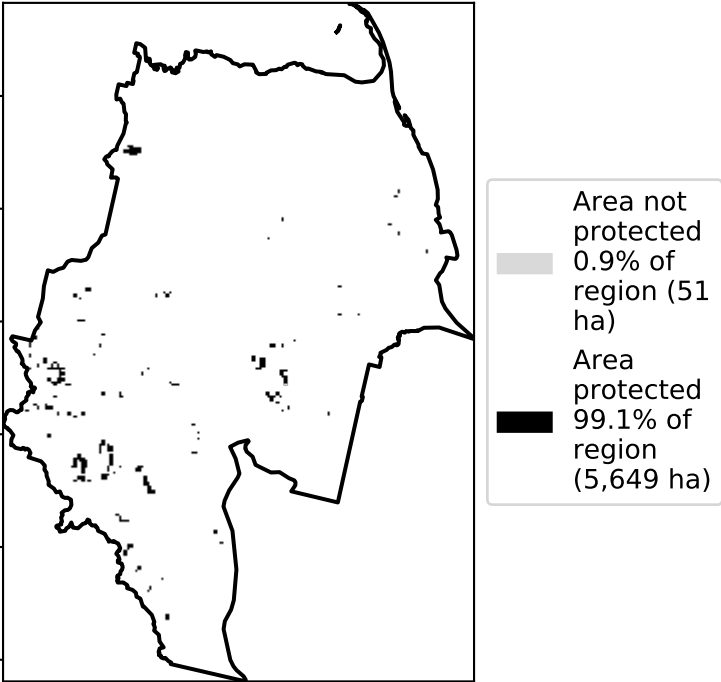 Area not
protected
0.9% of
region (51
ha)
Area
protected
99.1% of
region
(5,649 ha)